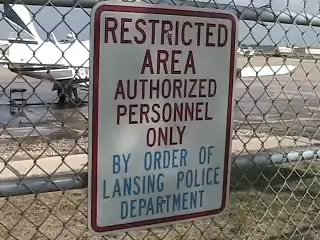 RESTRICTED
AREA
AUTHORIZED
PERSONNEL
ONLY
BY ORDER OF
LANSING POLICE
DEPARTMENT